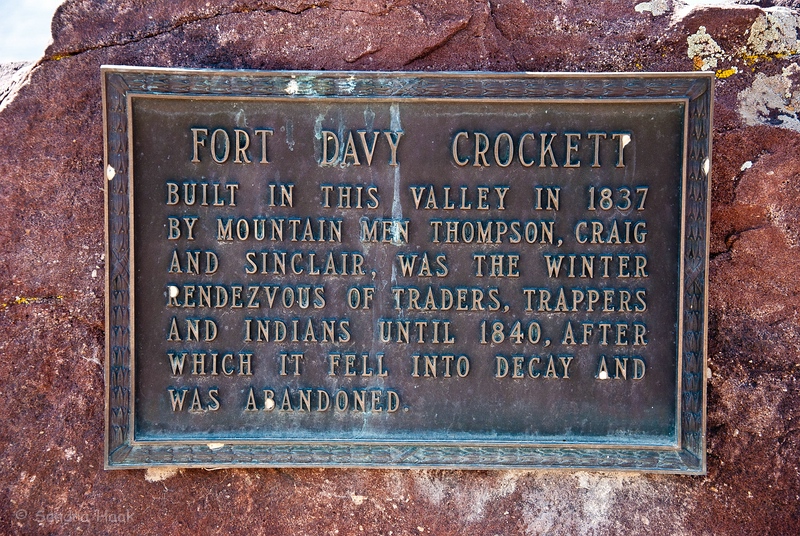 FORT DAVY CROCKETT
BUILT IN THIS VALLEY IN 1837
BY MOUNTAIN MEN THOMPSON, CRAIG
AND SINCLAIR, WAS THE WINTER
RENDEZVOUS OF TRADERS, TRAPPERS
AND INDIANS UNTIL 1840, AFTER
WHICH IT FELL INTO DECAY AND
WAS ABANDONED.
©